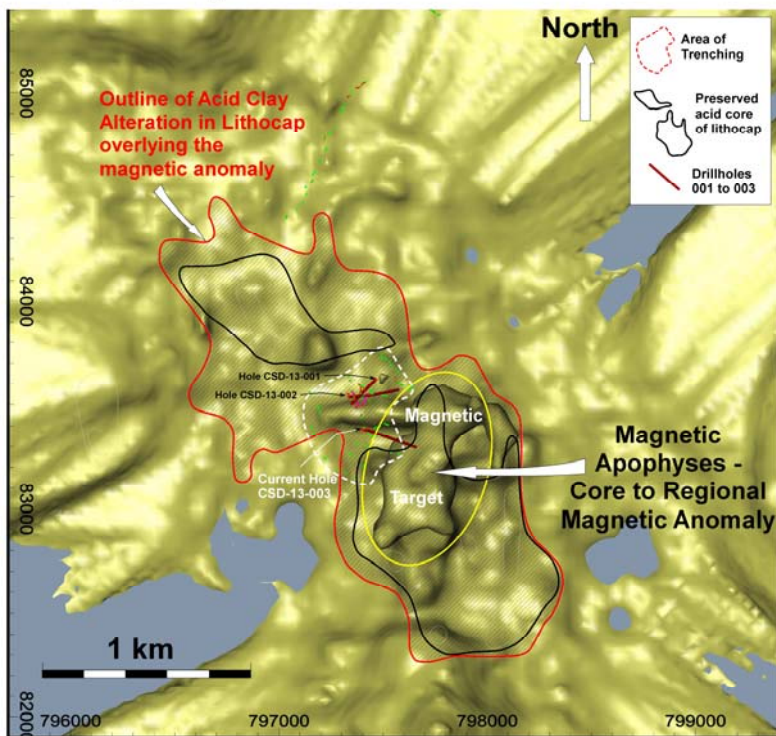 North
Area of
Trenching
Preserved
acid core
of lithocap
Drillholes
001 to 003
Outline of Acid Clay
Alteration in Lithocap
overlying the
magnetic anomaly
85000
84000
83000
82000
Hole CSD-13-001
Hole CSD-13-002
Magnetic
Target
Current Hole
CSD-13-003
Magnetic
Apophyses -
Core to Regional
Magnetic Anomaly
1 km
796000
797000
798000
799000